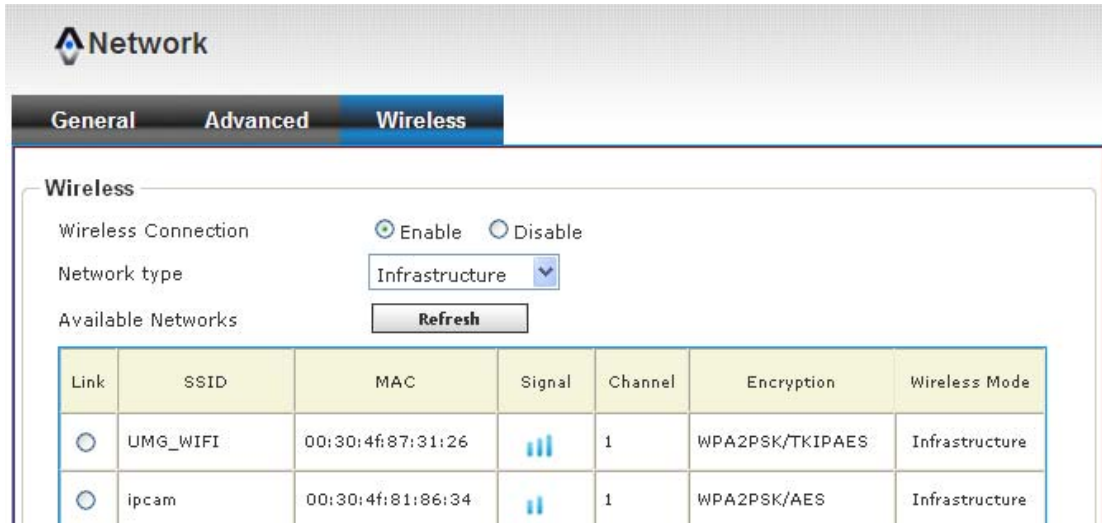 Network
General Advanced Wireless
Wireless
Wireless Connection Enable Disable
Network type Infrastructure
Available Networks Refresh
Link SSID MAC Signal Channel Encryption Wireless Mode
UMG_WIFI 00:30:4f:87:31:26 1 WPA2PSK/TKIPAES Infrastructure
ipcam 00:30:4f:81:86:34 1 WPA2PSK/AES Infrastructure